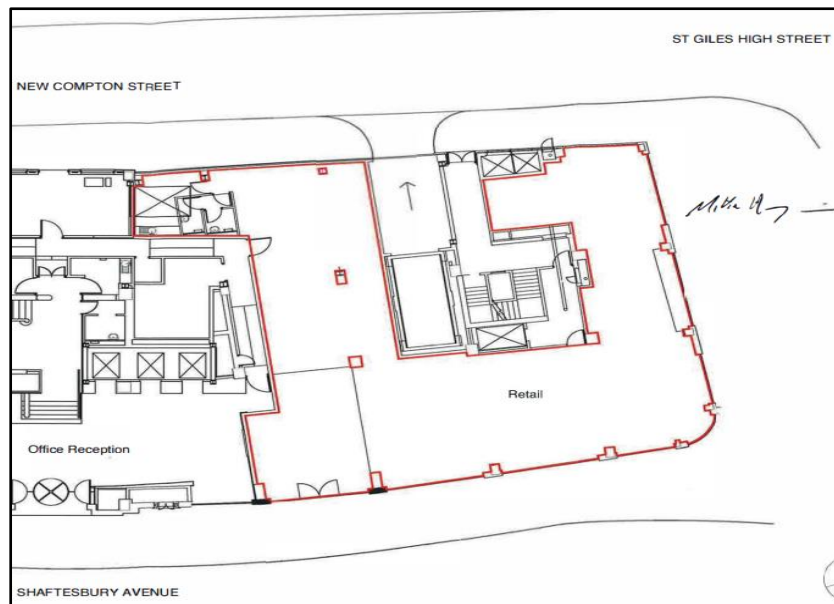 ST GILES HIGH STREET
NEW COMPTON STREET
Retail
Office Reception
SHAFTESBURY AVENUE